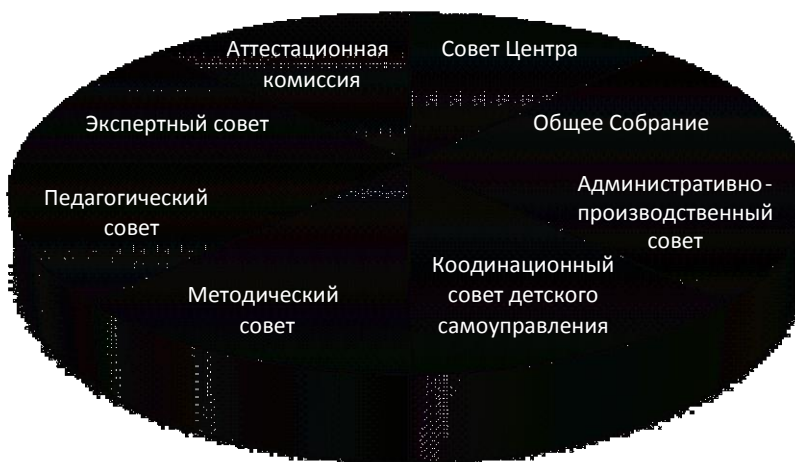 Аттестационная
комиссия
Совет Центра
Экспертный совет
Общее Собрание
Педагогический
совет
Административно-
производственный
совет
Методический
совет
Коодинационный
совет детского
самоуправления